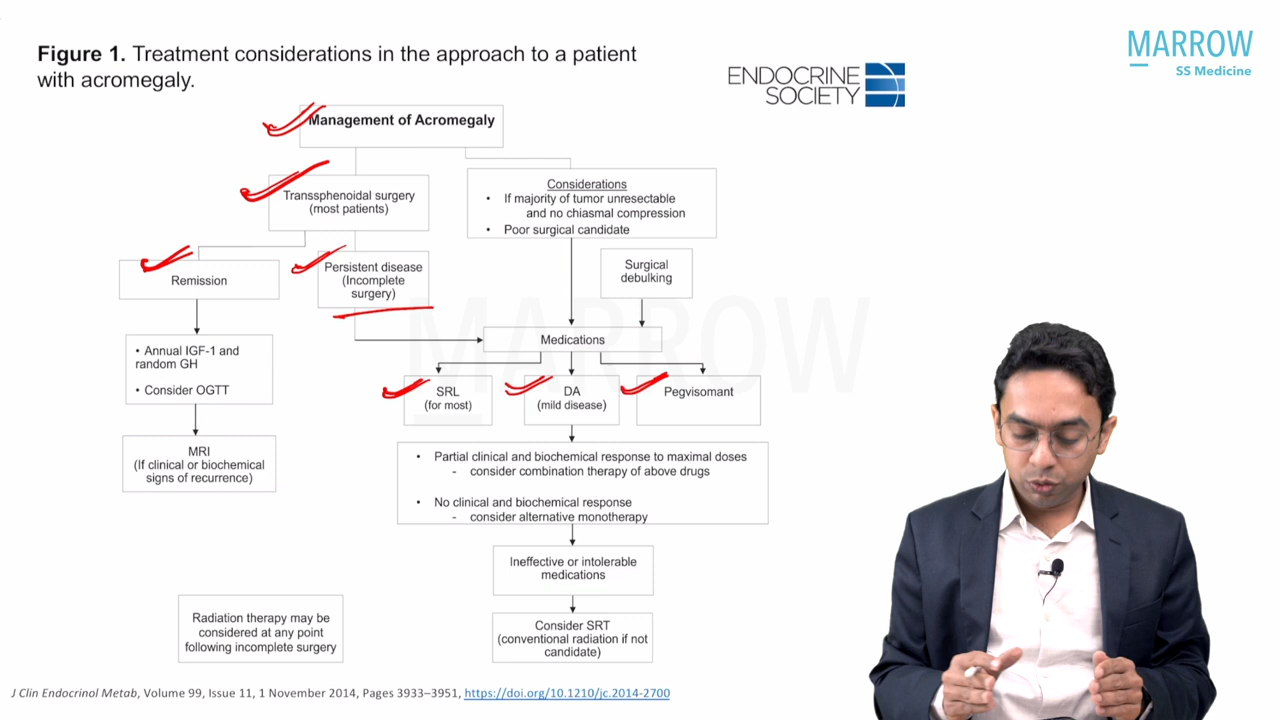 Figure 1. Treatment considerations in the approach to a patient
with acromegaly.
ENDOCRINE
SOCIETY
MARROW
SS Medicine
Management of Acromegaly
Transsphenoidal surgery
(most patients)
Considerations
• If majority of tumor unresectable
and no chiasmal compression
• Poor surgical candidate
Remission
Persistent disease
(Incomplete
surgery)
Surgical
debulking
• Annual IGF-1 and
random GH
• Consider OGTT
Medications
MARROW
SRL
(for most)
DA
(mild disease)
Pegvisomant
MRI
(If clinical or biochemical
signs of recurrence)
• Partial clinical and biochemical response to maximal doses
- consider combination therapy of above drugs
• No clinical and biochemical response
- consider alternative monotherapy
Ineffective or intolerable
medications
Radiation therapy may be
considered at any point
following incomplete surgery
Consider SRT
(conventional radiation if not
candidate)
J Clin Endocrinol Metab, Volume 99, Issue 11, 1 November 2014, Pages 3933–3951, https://doi.org/10.1210/jc.2014-2700